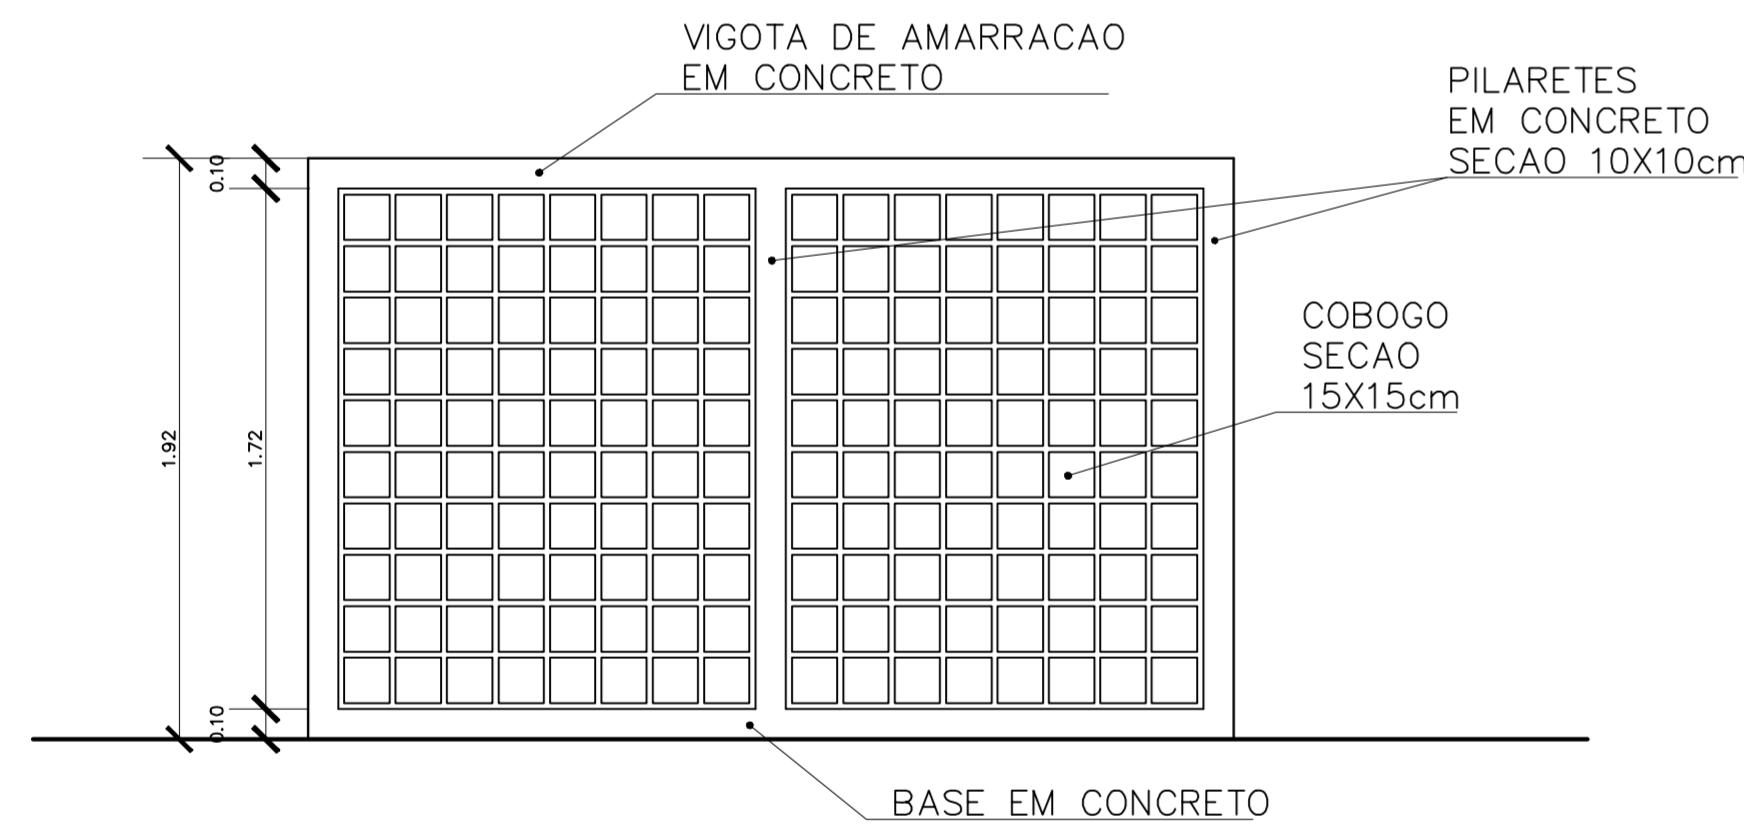 VIGOTA DE AMARRACAO
EM CONCRETO
PILARETES
EM CONCRETO
SECAO 10X10cm
0.10
COBOGO
SECAO
15X15cm
1.92
1.72
0.10
BASE EM CONCRETO